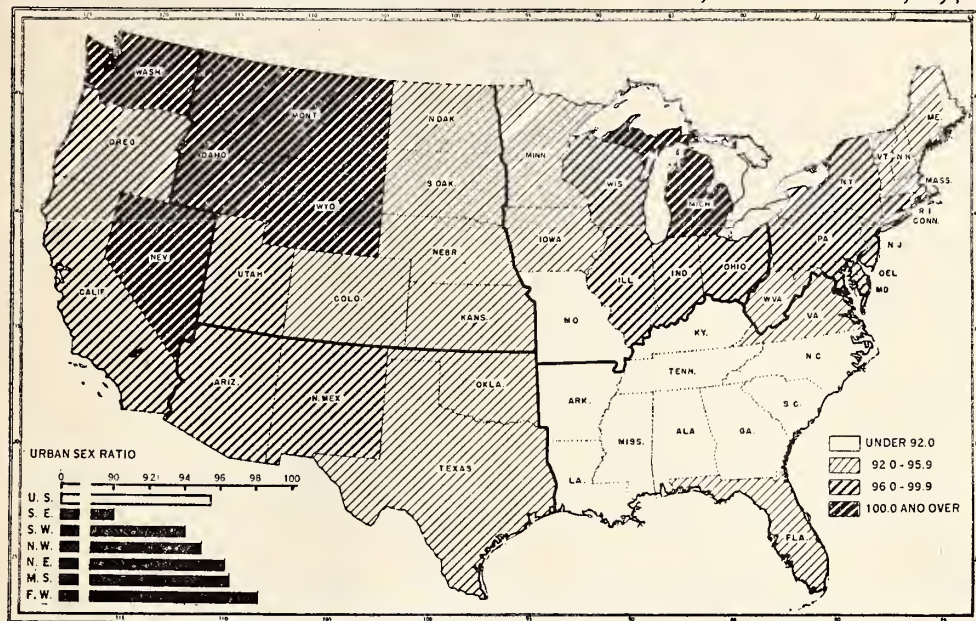 WASH.
MONT.
N.DAK.
MINN.
ME.
OREG.
IDAHO
S.DAK.
WIS.
VT.
N.H.
N.Y.
MASS.
R I
CONN.
WYO.
MICH.
NEV.
UTAH
NEBR.
IOWA
PA.
N J
CALIF.
COLO.
KANS.
MO.
ILL.
IND.
OHIO
W.VA.
DEL
MD
VA.
KY.
ARIZ.
N.MEX.
OKLA.
ARK.
TENN.
N.C.
S.C.
TEXAS
LA.
MISS.
ALA
GA.
FLA.
UNDER 92.0
92.0 - 95.9
96.0 - 99.9
100.0 AND OVER
URBAN SEX RATIO
0 90 92 94 96 98 100
U. S.
S. E.
S. W.
N. W.
N. E.
M. S.
F. W.